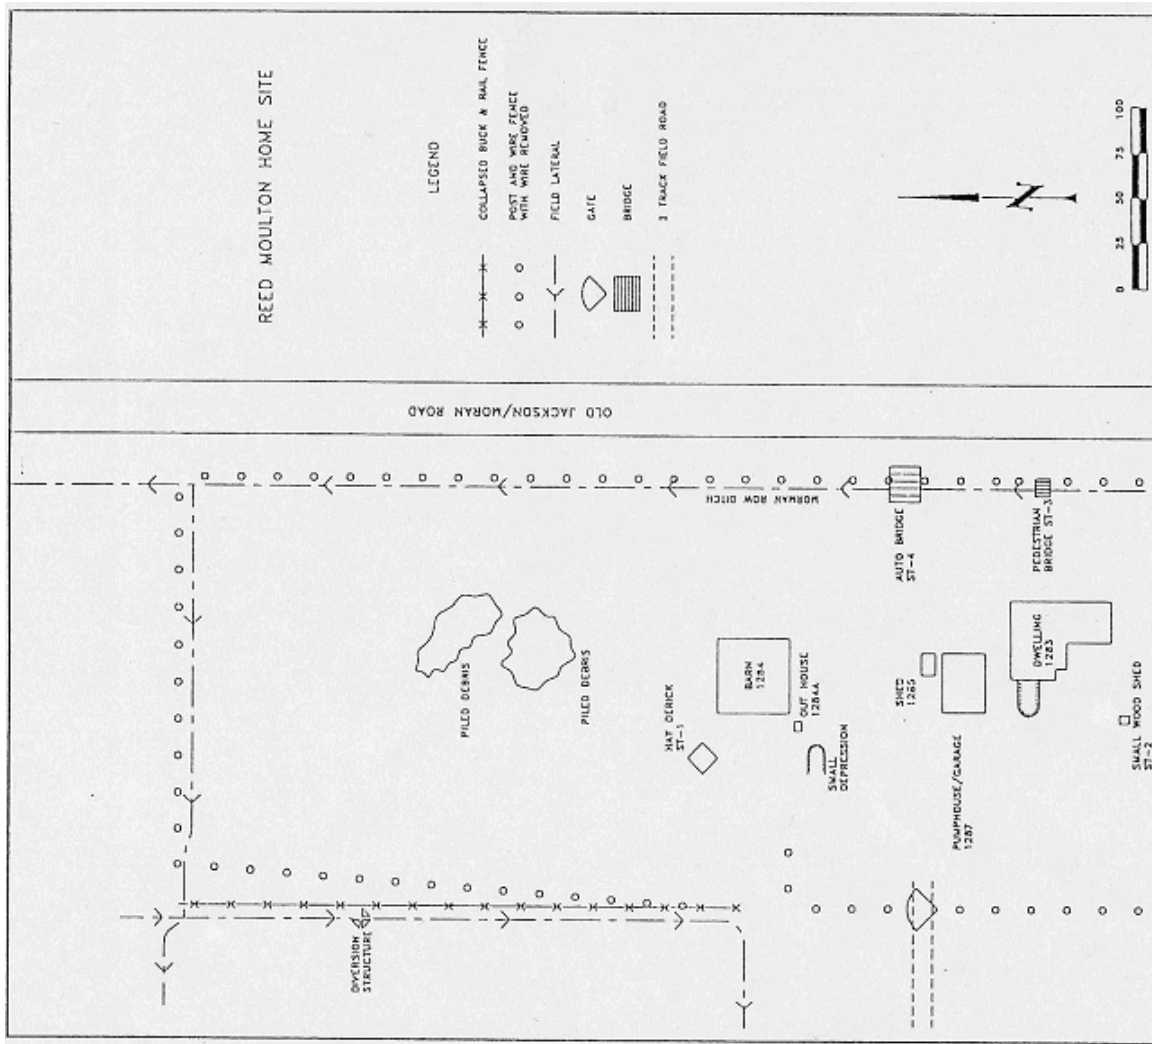 REED MOULTON HOME SITE
LEGEND
COLLAPSED BUCK & RAIL FENCE
POST AND WIRE FENCE
WITH WIRE REMOVED
FIELD LATERAL
GATE
BRIDGE
2 TRACK FIELD ROAD
N
0 25 50 75 100
OLD JACKSON/MORAN ROAD
MORMAN ROW DITCH
AUTO BRIDGE
ST-4
PEDESTRIAN
BRIDGE ST-3
PILED DEBRIS
PILED DEBRIS
BARN
1284
OUT HOUSE
1284A
HAY DERICK
ST-1
SMALL
DEPRESSION
SHED
1285
PUMPHOUSE/GARAGE
1287
DWELLING
1283
SMALL WOOD SHED
ST-2
DIVERSION
STRUCTURE